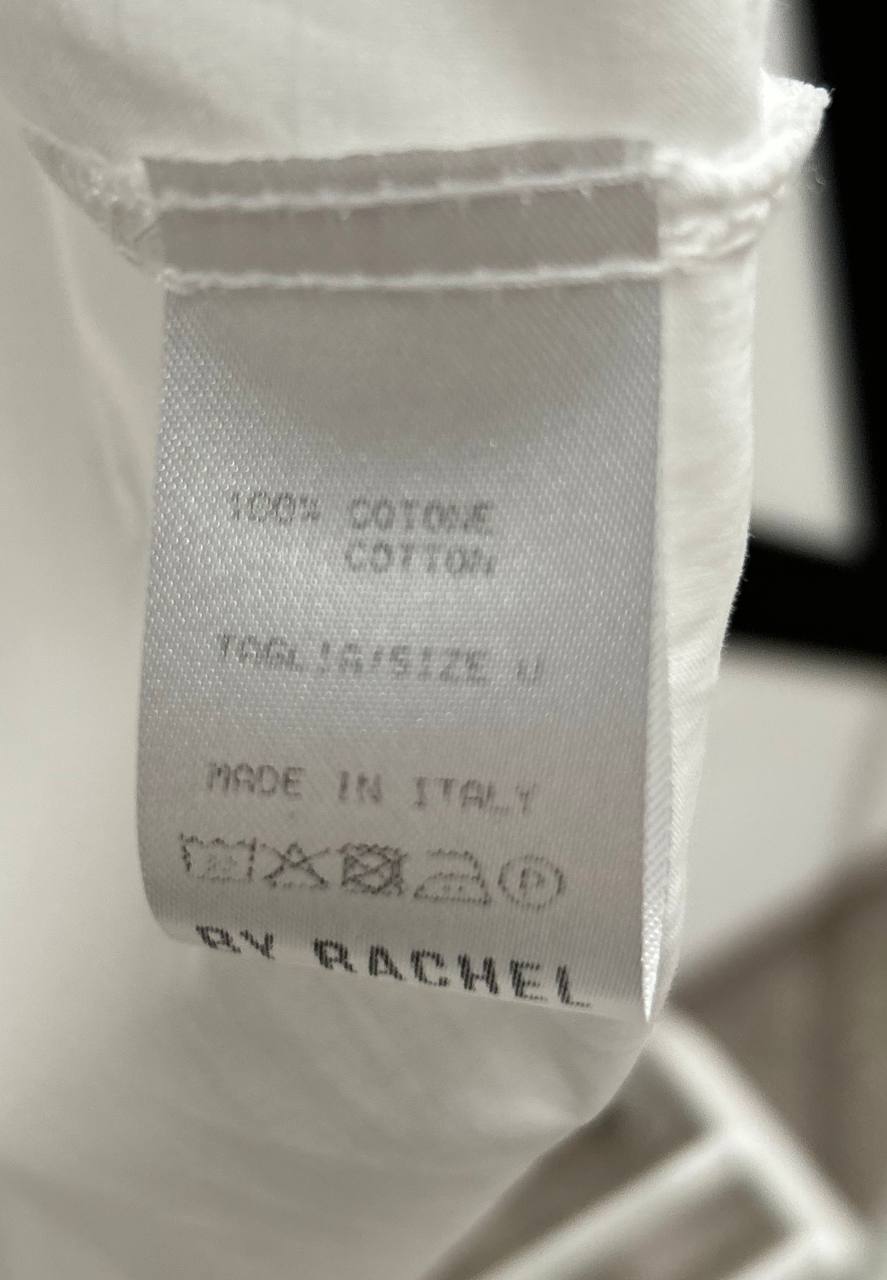 100% COTONE
COTTON
TAGLIA/SIZE U
MADE IN ITALY
P
BY RACHEL